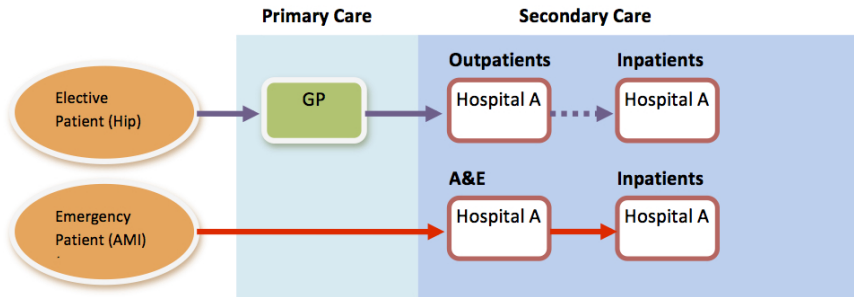 Primary Care
Secondary Care
Outpatients
Inpatients
Elective
Patient (Hip)
GP
Hospital A
Hospital A
A&E
Inpatients
Emergency
Patient (AMI)
.
Hospital A
Hospital A